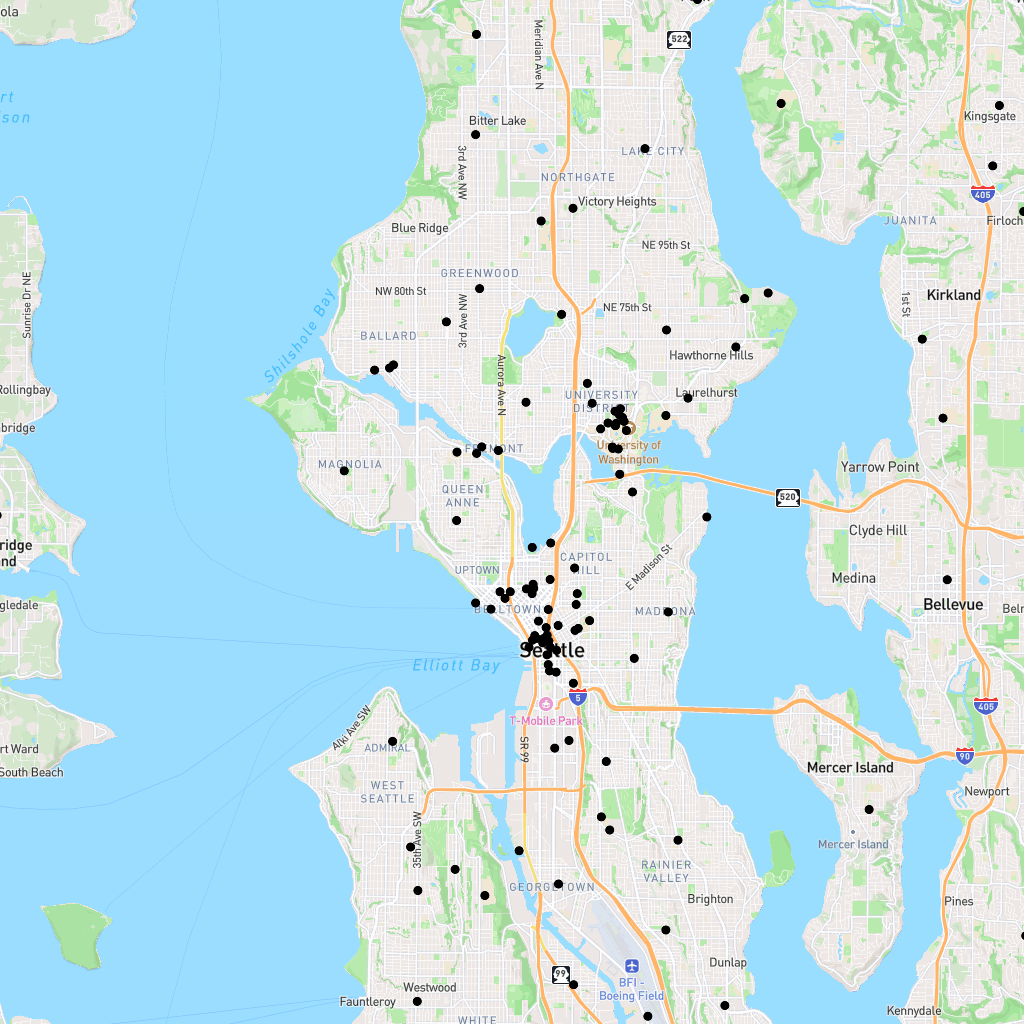 ola
522
Meridian Ave N
rt
ison
Kingsgate
Bitter Lake
3rd Ave NW
LAKE CITY
NORTHGATE
405
Victory Heights
JUANITA
Firloch
Blue Ridge
NE 95th St
GREENWOOD
Sunrise Dr NE
NW 80th St
1st St
Kirkland
Shilshole Bay
3rd Ave NW
NE 75th St
BALLARD
Hawthorne Hills
Aurora Ave N
Rollingbay
UNIVERSITY
DISTRICT
Laurelhurst
nbridge
FREMONT
University of
Washington
MAGNOLIA
Yarrow Point
QUEEN
ANNE
520
Clyde Hill
ridge
nd
CAPITOL
HILL
UPTOWN
E Madison St
Medina
gledale
BELLTOWN
MADRONA
Bellevue
Belr
Seattle
Elliott Bay
5
405
T-Mobile Park
Alki Ave SW
ADMIRAL
SR 99
rt Ward
South Beach
90
Mercer Island
WEST
SEATTLE
Newport
35th Ave SW
Mercer Island
RAINIER
VALLEY
GEORGETOWN
Brighton
Pines
99
BFI -
Boeing Field
Dunlap
Westwood
Fauntleroy
Kennydale
WHITE